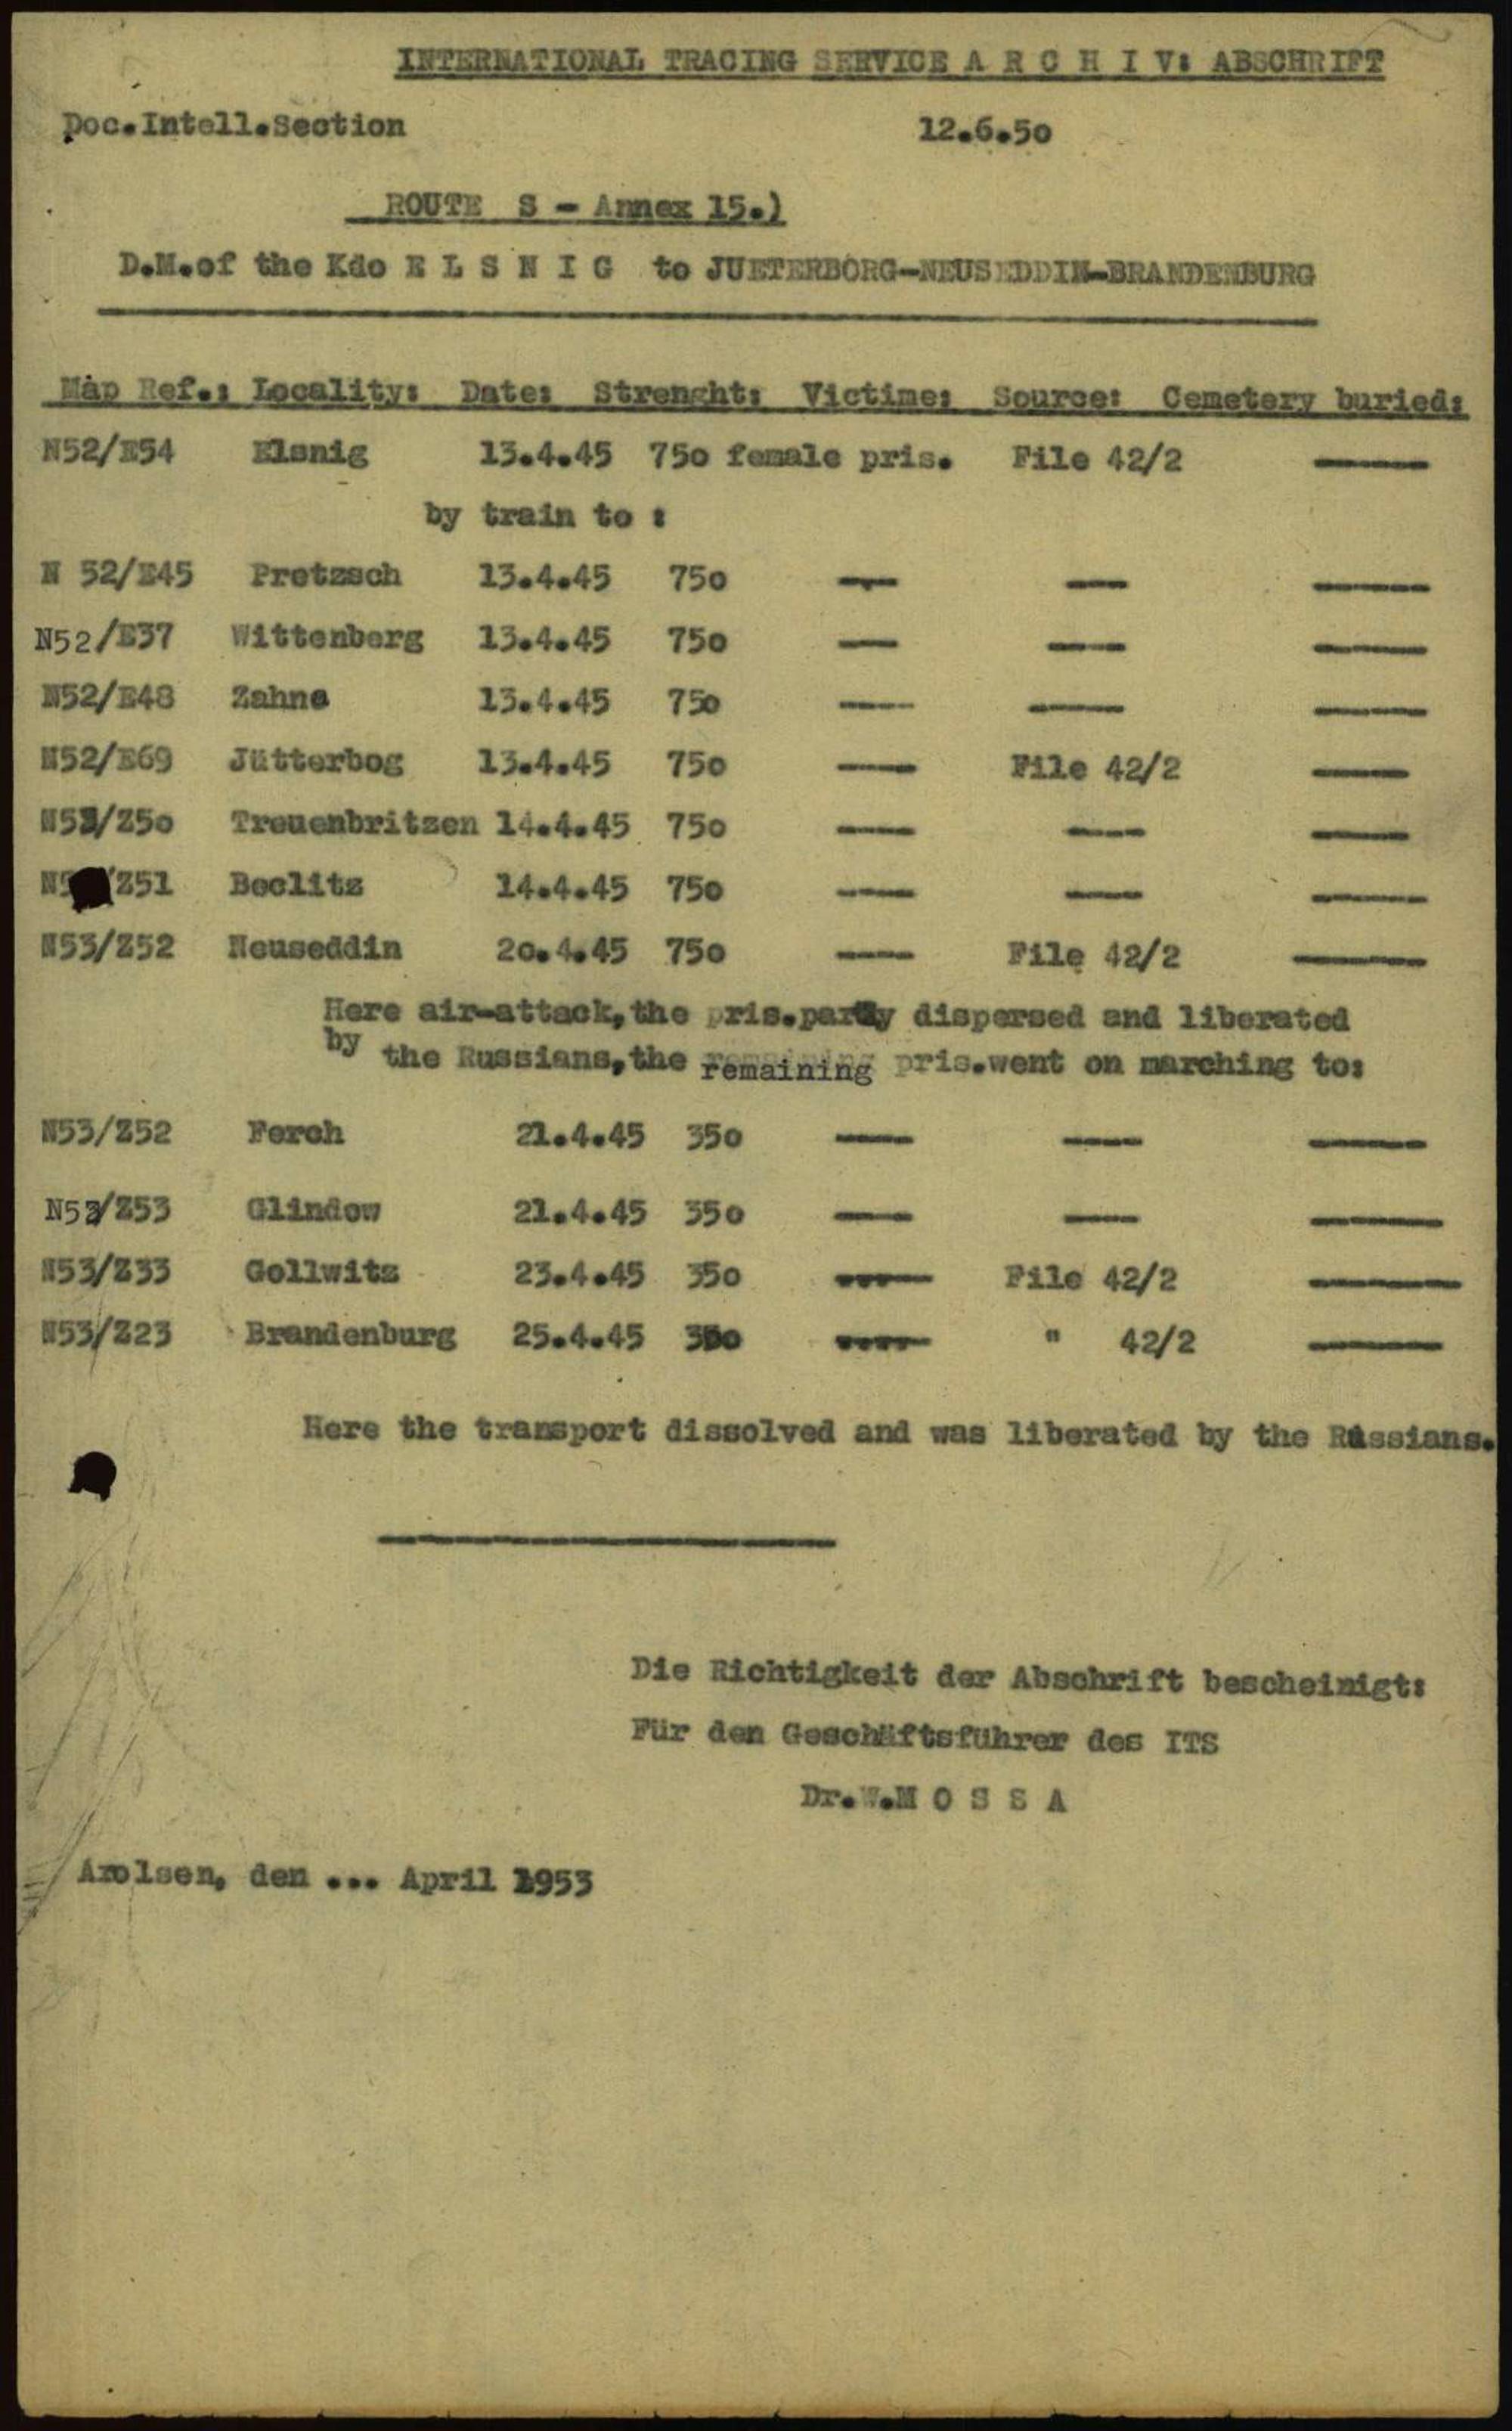 INTERNATIONAL TRACING SERVICE A R C H I V: ABSCHRIFT
Doc.Intell.Section 12.6.50
ROUTE S - Annex 15.)
D.M.of the Kdo E L S N I G to JUETERBORG-NEUSEDDIN-BRANDENBURG
Map Ref.: Locality: Date: Strenght: Victims: Source: Cemetery buried:
N52/E54 Elsnig 13.4.45 750 female pris. File 42/2 —
by train to :
N 52/E45 Pretzsch 13.4.45 750 — — —
N52/E37 Wittenberg 13.4.45 750 — — —
N52/E48 Zahna 13.4.45 750 — — —
N52/E69 Jütterbog 13.4.45 750 — File 42/2 —
Z50 Treuenbritzen 14.4.45 750 — — —
Z51 Beelitz 14.4.45 750 — — —
N53/Z52 Neuseddin 20.4.45 750 — File 42/2 —
Here air-attack,the pris.partly dispersed and liberated
by the Russians,the remaining pris.went on marching to:
N53/Z52 Ferch 21.4.45 350 — — —
N53/Z53 Glindow 21.4.45 350 — — —
N53/Z33 Gollwitz 23.4.45 350 — File 42/2 —
N53/Z23 Brandenburg 25.4.45 350 — " 42/2 —
Here the transport dissolved and was liberated by the Russians.
Die Richtigkeit der Abschrift bescheinigt:
Für den Geschäftsführer des ITS
Dr.W.M O S S A
Arolsen, den ... April 1953